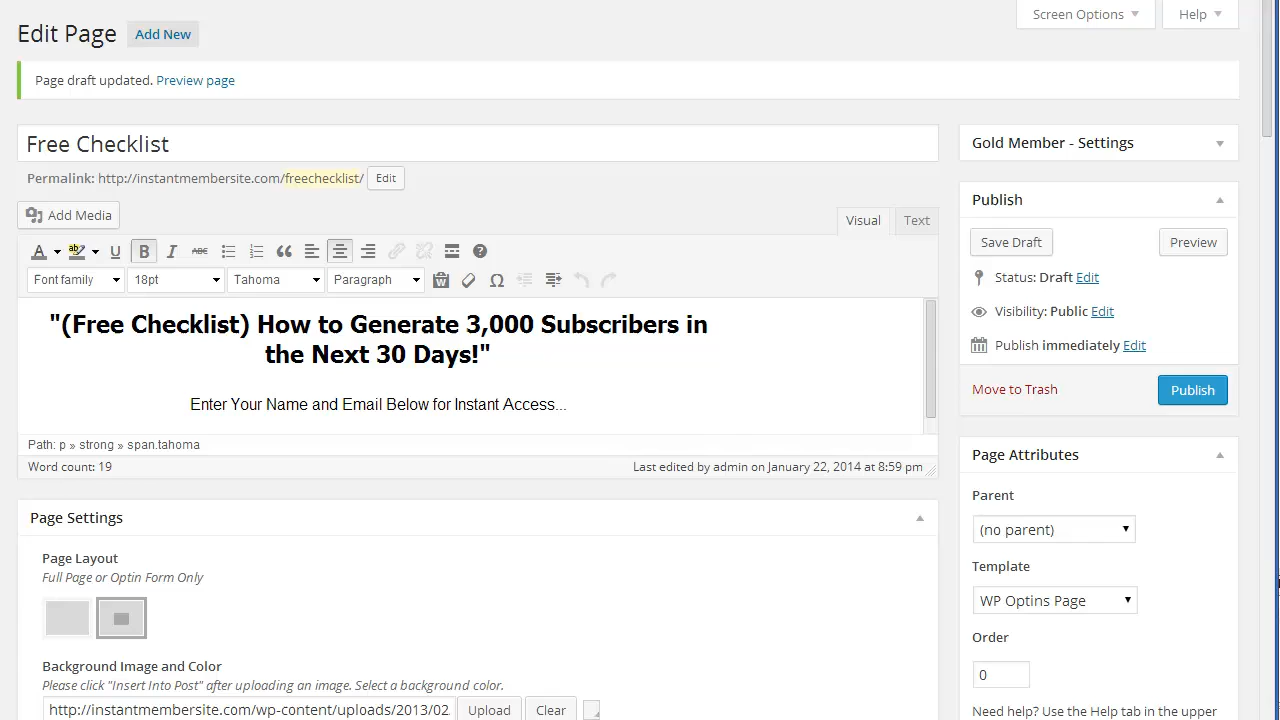 Screen Options Help
Edit Page Add New
Page draft updated. Preview page
Free Checklist
Permalink: http://instantmembersite.com/freechecklist/ Edit
Add Media
Visual Text
Font family 18pt Tahoma Paragraph
"(Free Checklist) How to Generate 3,000 Subscribers in
the Next 30 Days!"
Enter Your Name and Email Below for Instant Access...
Path: p » strong » span.tahoma
Word count: 19 Last edited by admin on January 22, 2014 at 8:59 pm
Page Settings
Page Layout
Full Page or Optin Form Only
Background Image and Color
Please click "Insert Into Post" after uploading an image. Select a background color.
http://instantmembersite.com/wp-content/uploads/2013/02 Upload Clear
Gold Member - Settings
Publish
Save Draft Preview
Status: Draft Edit
Visibility: Public Edit
Publish immediately Edit
Move to Trash Publish
Page Attributes
Parent
(no parent)
Template
WP Optins Page
Order
0
Need help? Use the Help tab in the upper